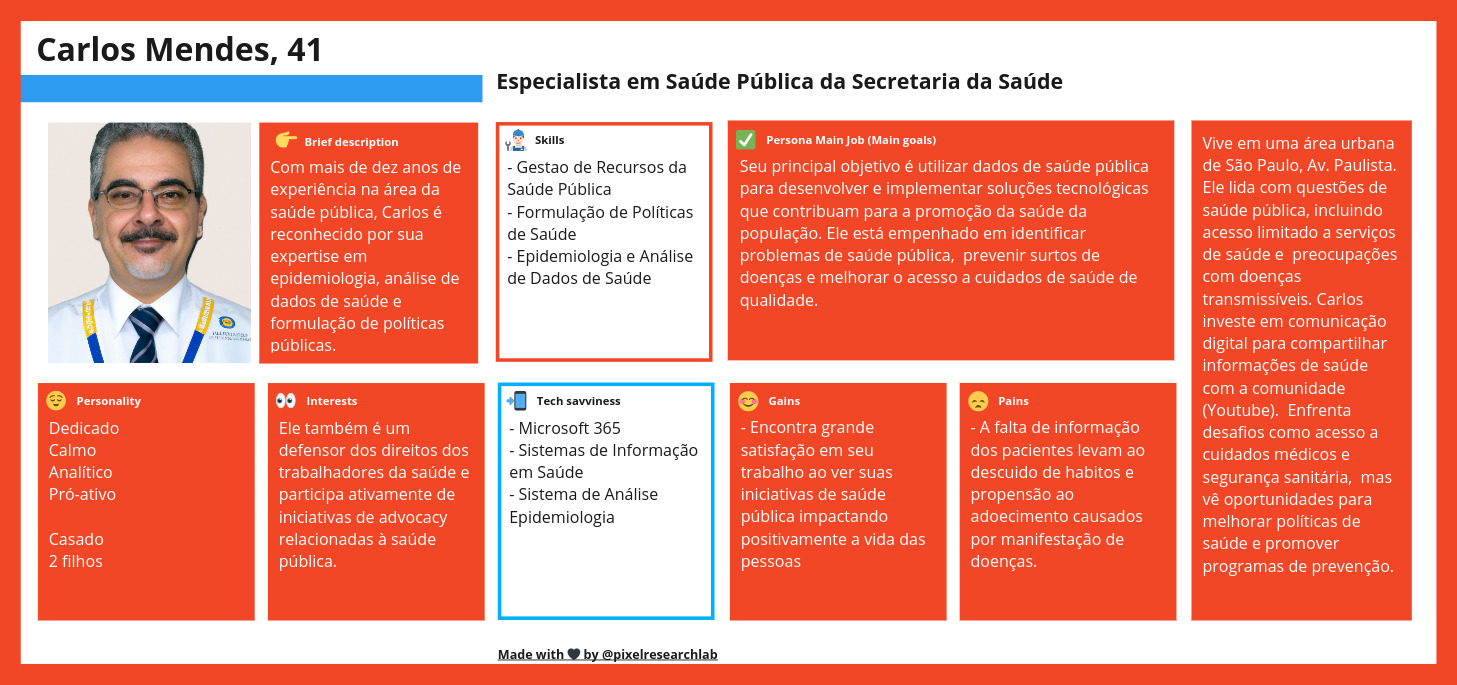 Carlos Mendes, 41
Especialista em Saúde Pública da Secretaria da Saúde
Brief description
Com mais de dez anos de
experiência na área da
saúde pública, Carlos é
reconhecido por sua
expertise em
epidemiologia, análise de
dados de saúde e
formulação de políticas
públicas.
Skills
- Gestao de Recursos da
Saúde Pública
- Formulação de Políticas
de Saúde
- Epidemiologia e Análise
de Dados de Saúde
Persona Main Job (Main goals)
Seu principal objetivo é utilizar dados de saúde pública
para desenvolver e implementar soluções tecnológicas
que contribuam para a promoção da saúde da
população. Ele está empenhado em identificar
problemas de saúde pública,  prevenir surtos de
doenças e melhorar o acesso a cuidados de saúde de
qualidade.
Vive em uma área urbana
de São Paulo, Av. Paulista.
Ele lida com questões de
saúde pública, incluindo
acesso limitado a serviços
de saúde e  preocupações
com doenças
transmissíveis. Carlos
investe em comunicação
digital para compartilhar
informações de saúde
com a comunidade
(Youtube).  Enfrenta
desafios como acesso a
cuidados médicos e
segurança sanitária,  mas
vê oportunidades para
melhorar políticas de
saúde e promover
programas de prevenção.
Personality
Dedicado
Calmo
Analítico
Pró-ativo
Casado
2 filhos
Interests
Ele também é um
defensor dos direitos dos
trabalhadores da saúde e
participa ativamente de
iniciativas de advocacy
relacionadas à saúde
pública.
Tech savviness
- Microsoft 365
- Sistemas de Informação
em Saúde
- Sistema de Análise
Epidemiologia
Gains
- Encontra grande
satisfação em seu
trabalho ao ver suas
iniciativas de saúde
pública impactando
positivamente a vida das
pessoas
Pains
- A falta de informação
dos pacientes levam ao
descuido de habitos e
propensão ao
adoecimento causados
por manifestação de
doenças.
Made with 🖤 by @pixelresearchlab